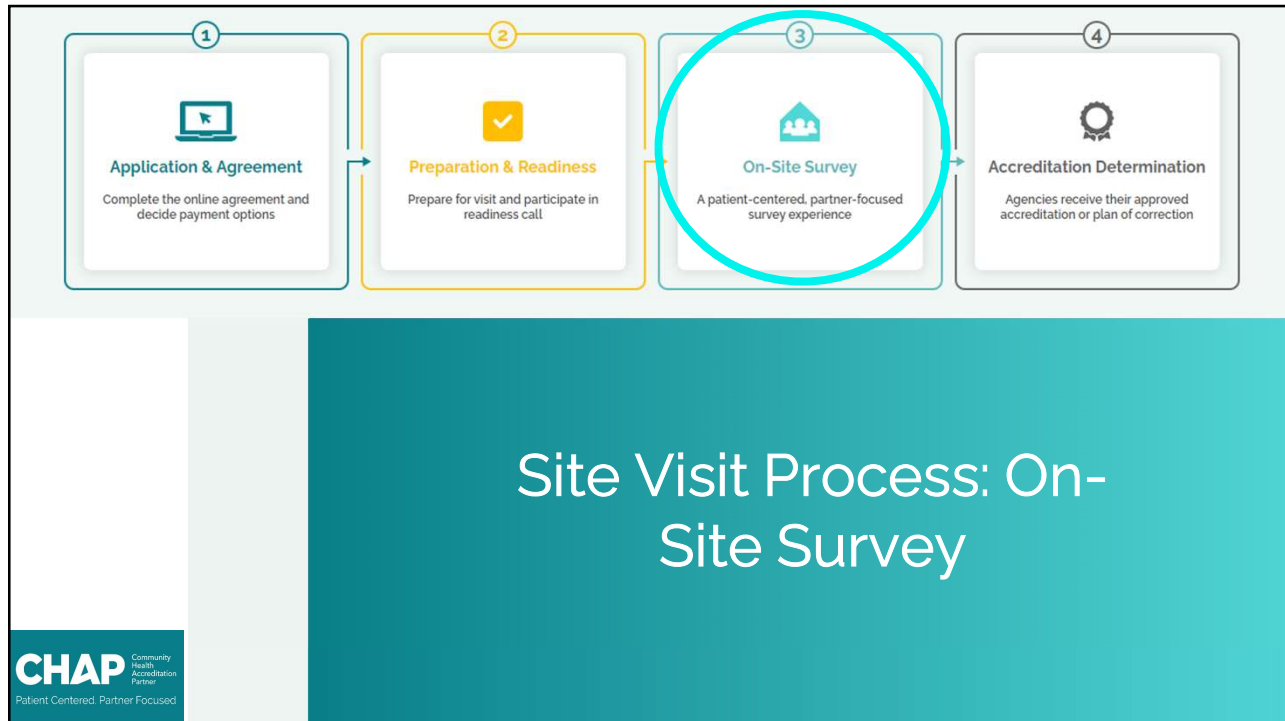 1
Application & Agreement
Complete the online agreement and
decide payment options
2
Preparation & Readiness
Prepare for visit and participate in
readiness call
3
On-Site Survey
A patient-centered, partner-focused
survey experience
4
Accreditation Determination
Agencies receive their approved
accreditation or plan of correction
Site Visit Process: On-
Site Survey
CHAP
Community
Health
Accreditation
Partner
Patient Centered. Partner Focused